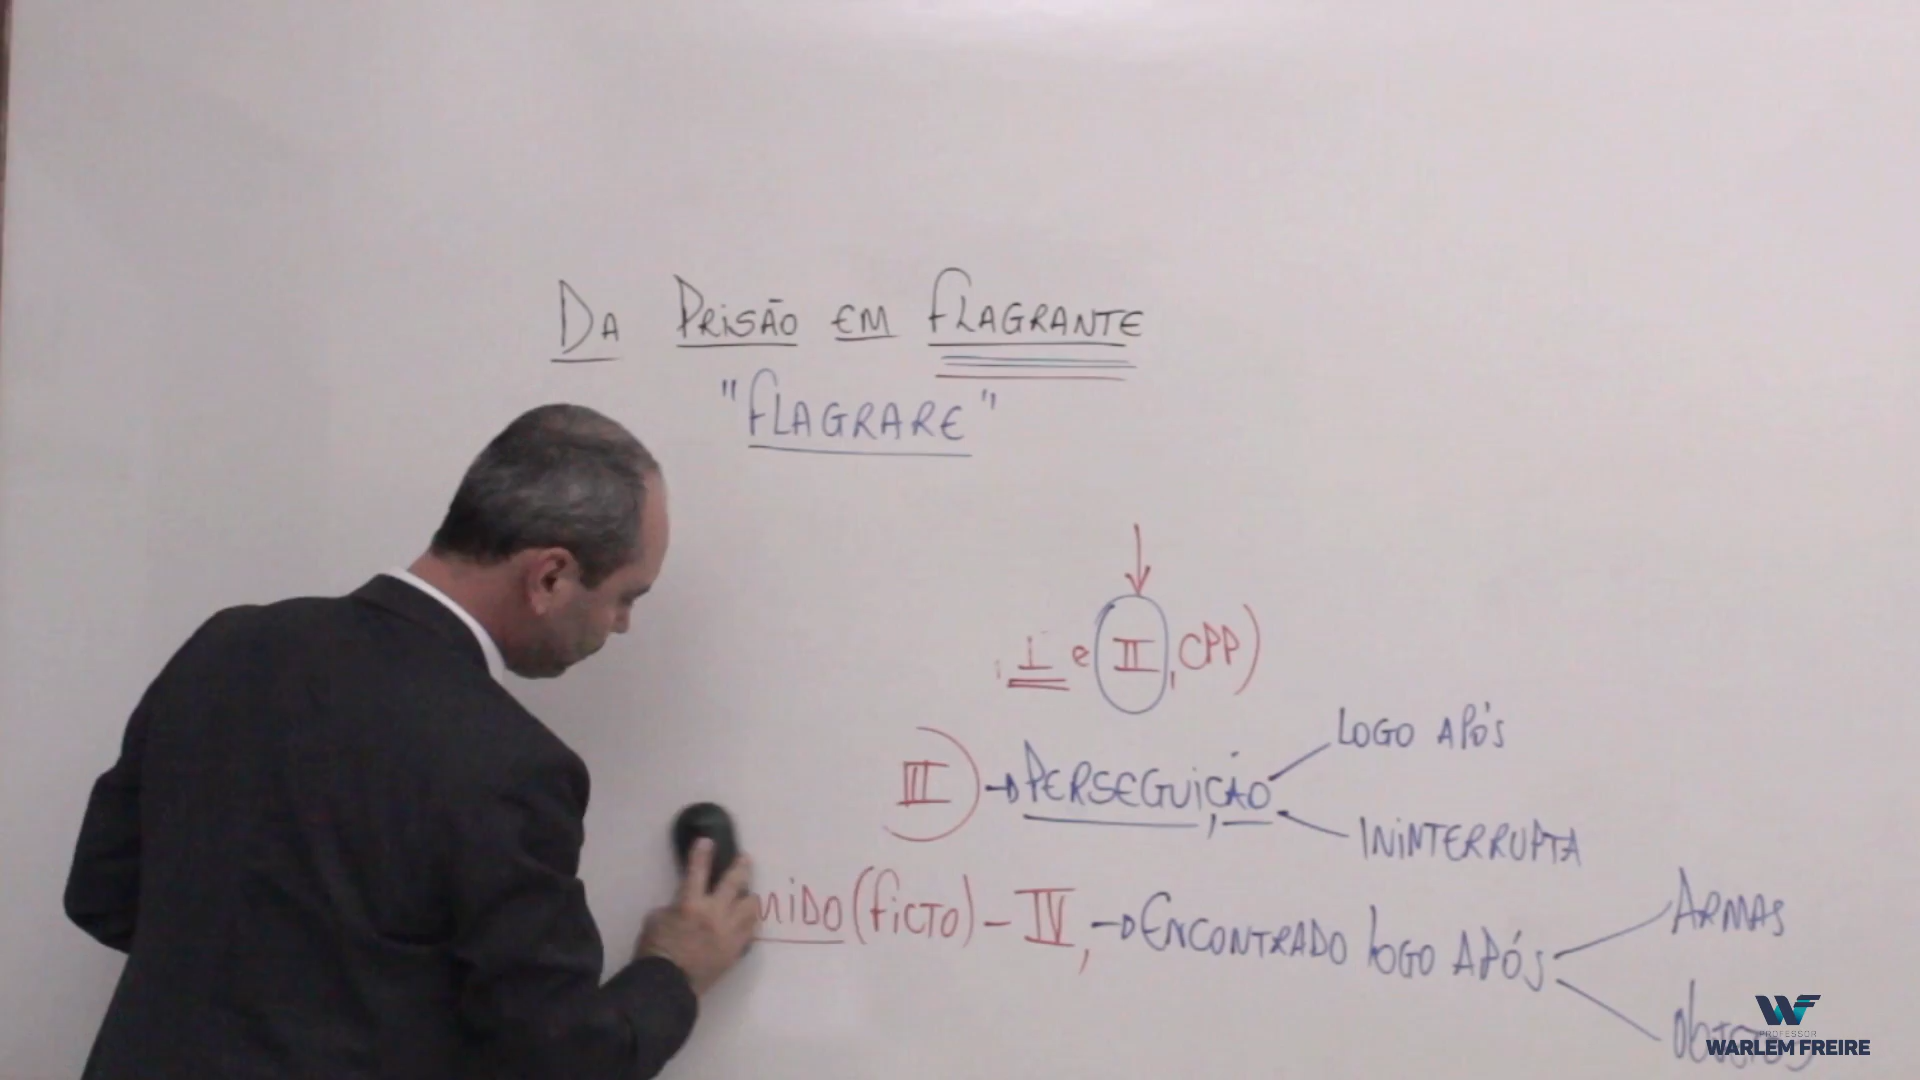 DA PRISÃO EM FLAGRANTE
"FLAGRARE"
, I e II, CPP)
III) → PERSEGUIÇÃO
LOGO APÓS
ININTERRUPTA
MIDO (FICTO) - IV, → ENCONTRADO LOGO APÓS
ARMAS
PROFESSOR
WARLEM FREIRE